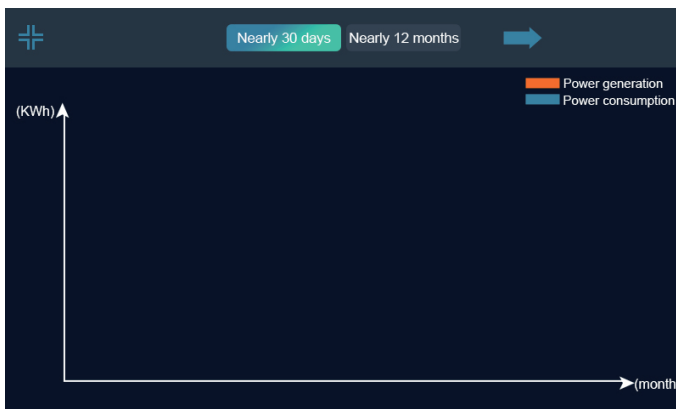 Nearly 30 days Nearly 12 months
Power generation
Power consumption
(KWh)
(month